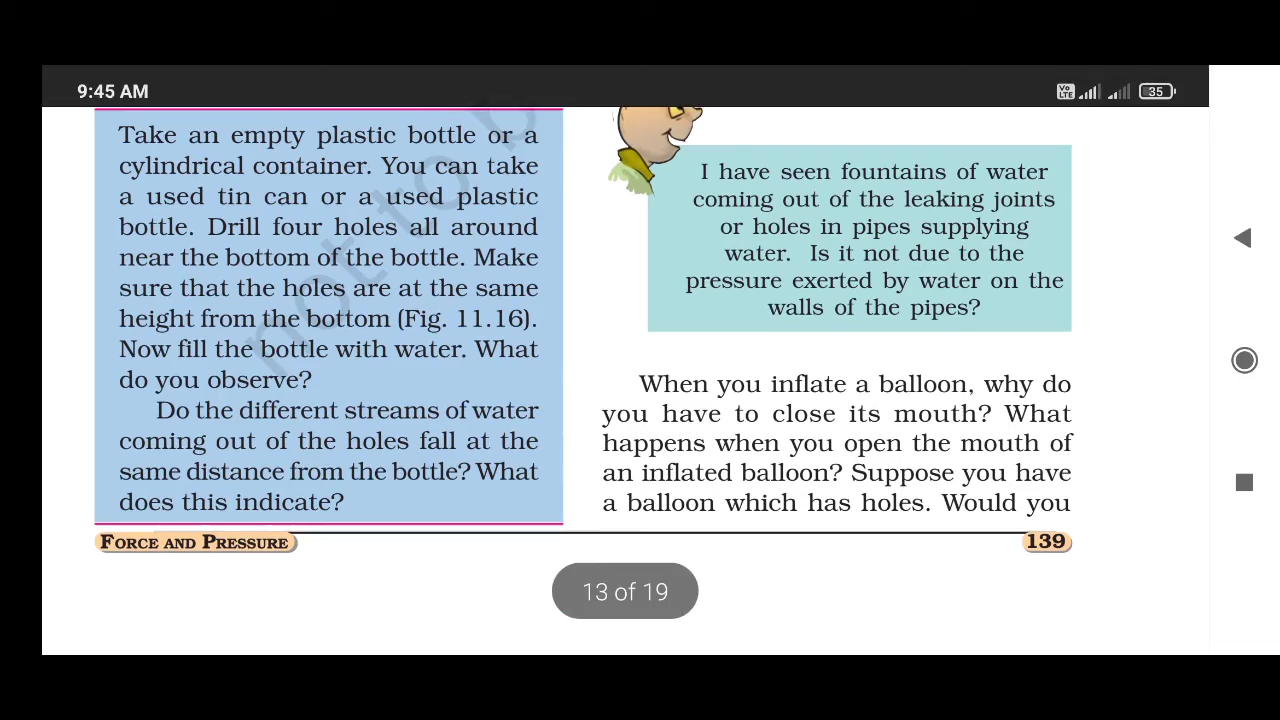 9:45 AM
Vo
LTE
35
Take an empty plastic bottle or a
cylindrical container. You can take
a used tin can or a used plastic
bottle. Drill four holes all around
near the bottom of the bottle. Make
sure that the holes are at the same
height from the bottom (Fig. 11.16).
Now fill the bottle with water. What
do you observe?
Do the different streams of water
coming out of the holes fall at the
same distance from the bottle? What
does this indicate?
not to b
I have seen fountains of water
coming out of the leaking joints
or holes in pipes supplying
water. Is it not due to the
pressure exerted by water on the
walls of the pipes?
When you inflate a balloon, why do
you have to close its mouth? What
happens when you open the mouth of
an inflated balloon? Suppose you have
a balloon which has holes. Would you
FORCE AND PRESSURE
139
13 of 19